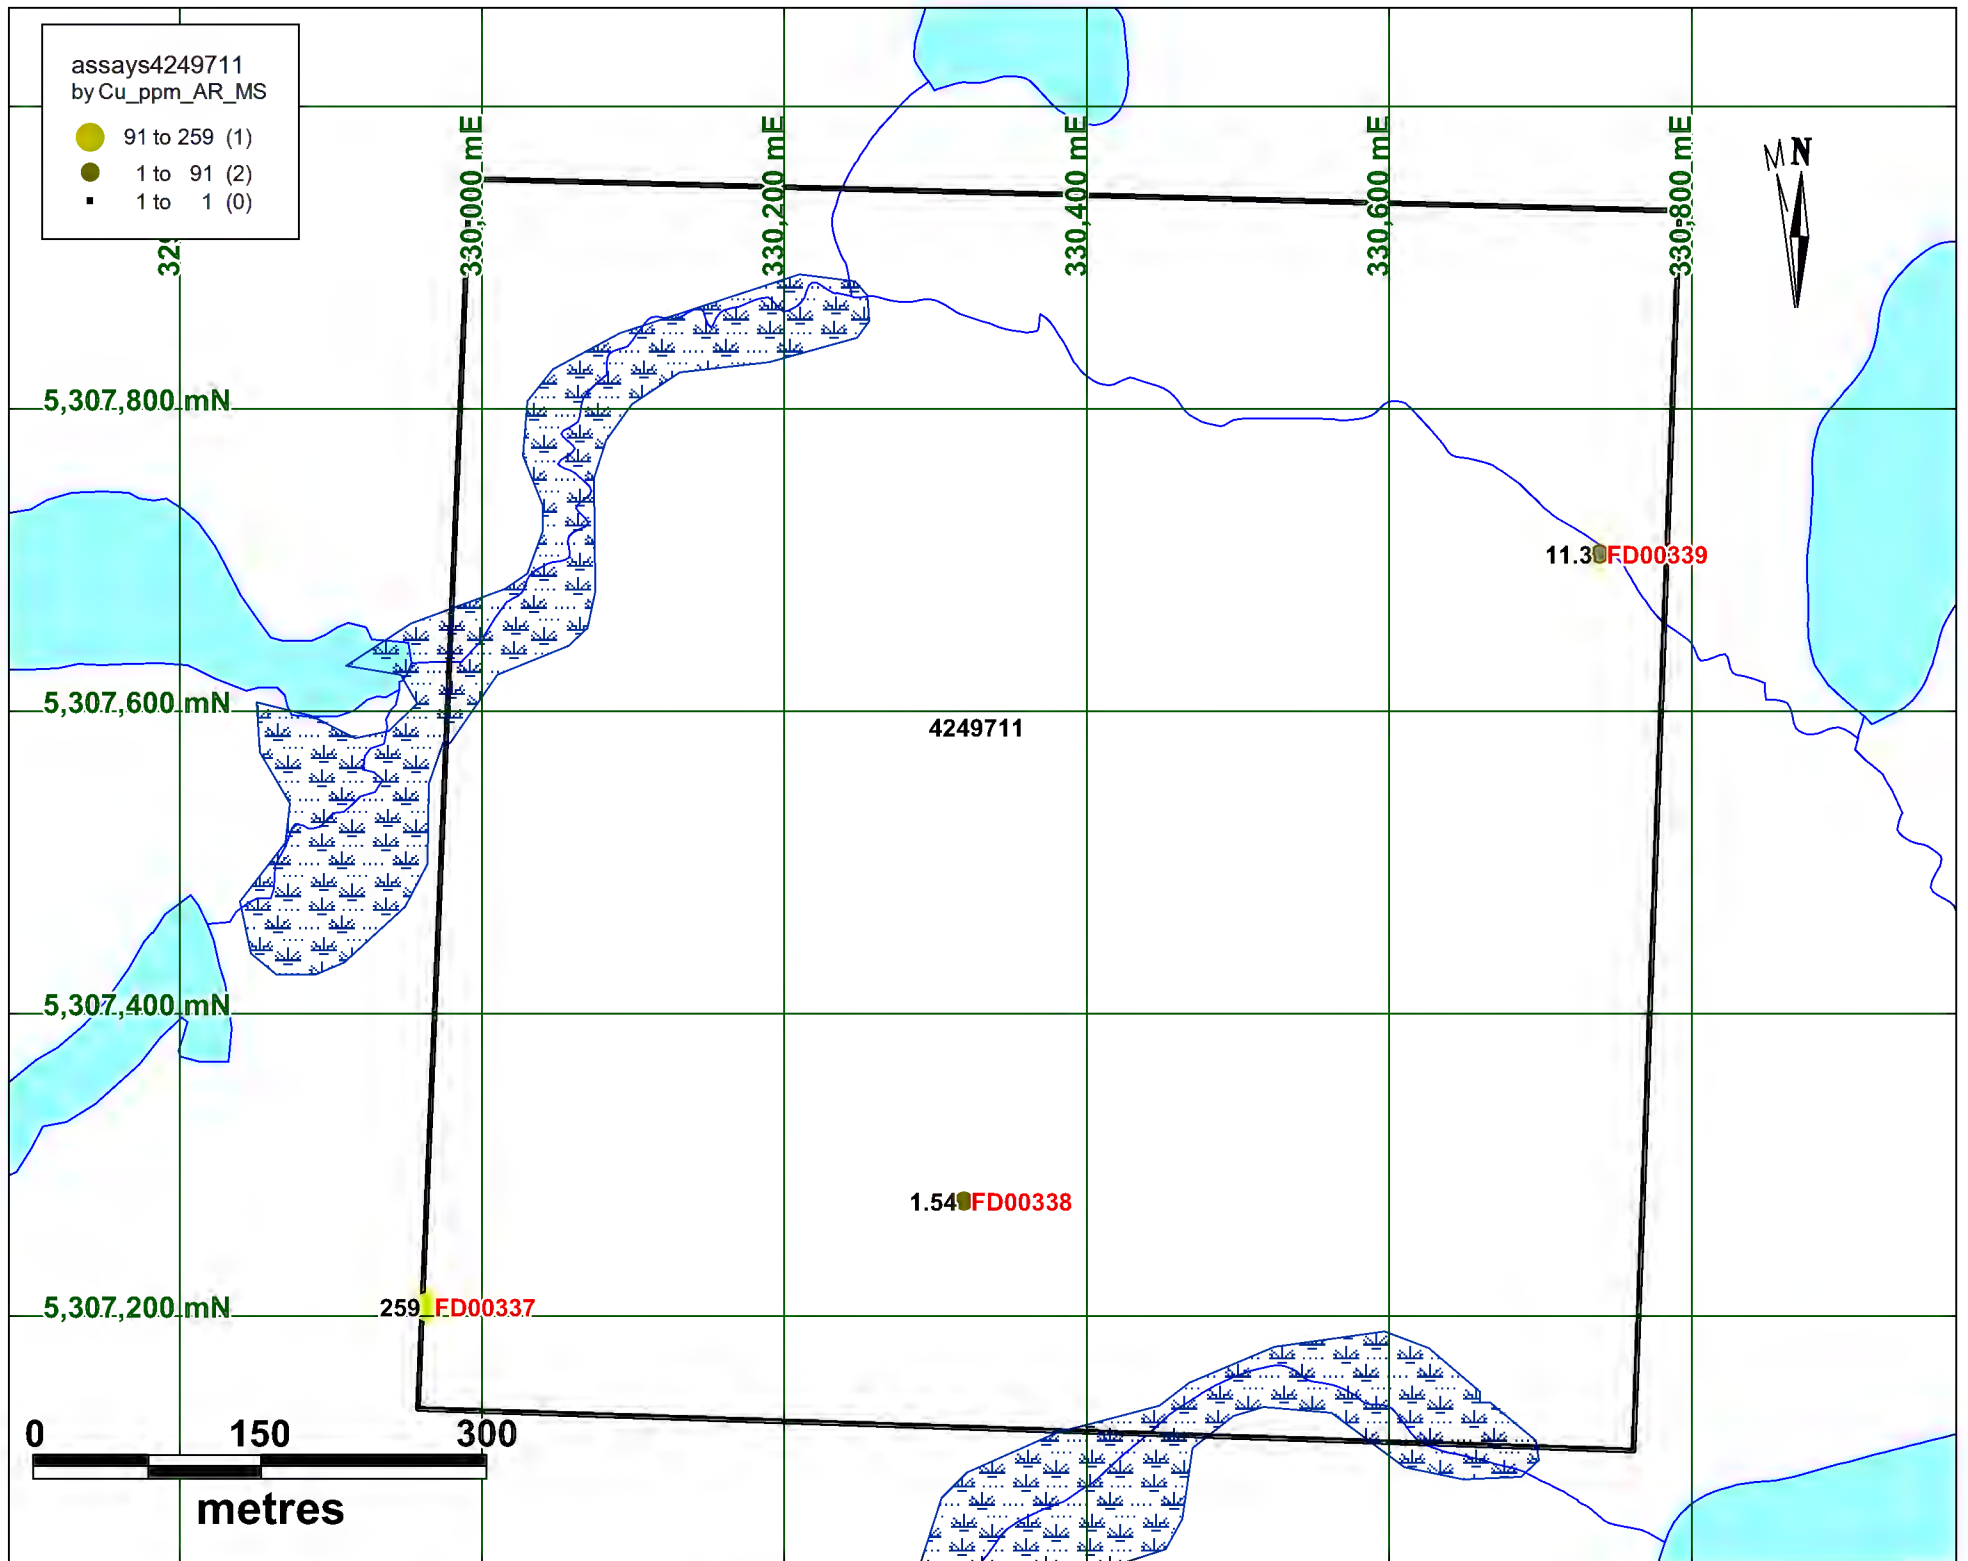 assays4249711
by Cu_ppm_AR_MS
91 to 259 (1)
1 to 91 (2)
1 to 1 (0)
330,000 mE
330,200 mE
330,400 mE
330,600 mE
330,800 mE
M N
5,307,800 mN
11.3 FD00339
5,307,600 mN
4249711
5,307,400 mN
1.54 FD00338
5,307,200 mN
259 FD00337
0 150 300
metres